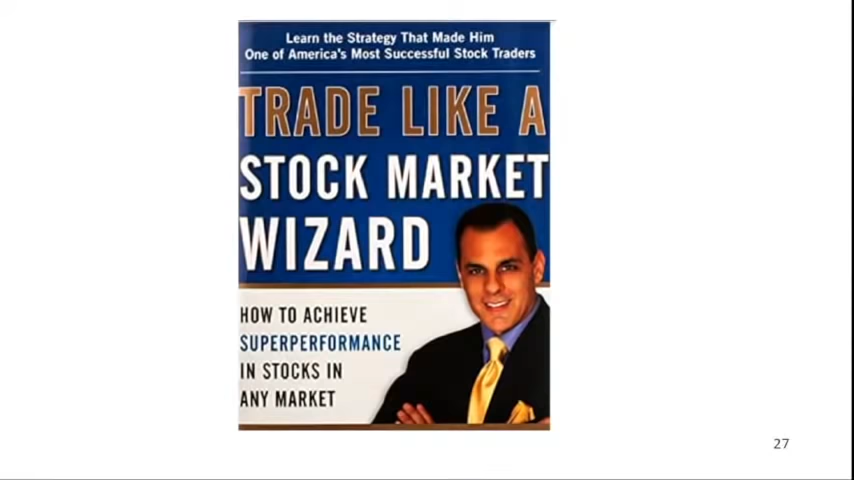 Learn the Strategy That Made Him
One of America's Most Successful Stock Traders
TRADE LIKE A
STOCK MARKET
WIZARD
HOW TO ACHIEVE
SUPERPERFORMANCE
IN STOCKS IN
ANY MARKET
27